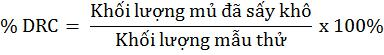 % DRC = Khối lượng mủ đã sấy khô / Khối lượng mẫu thử x 100%